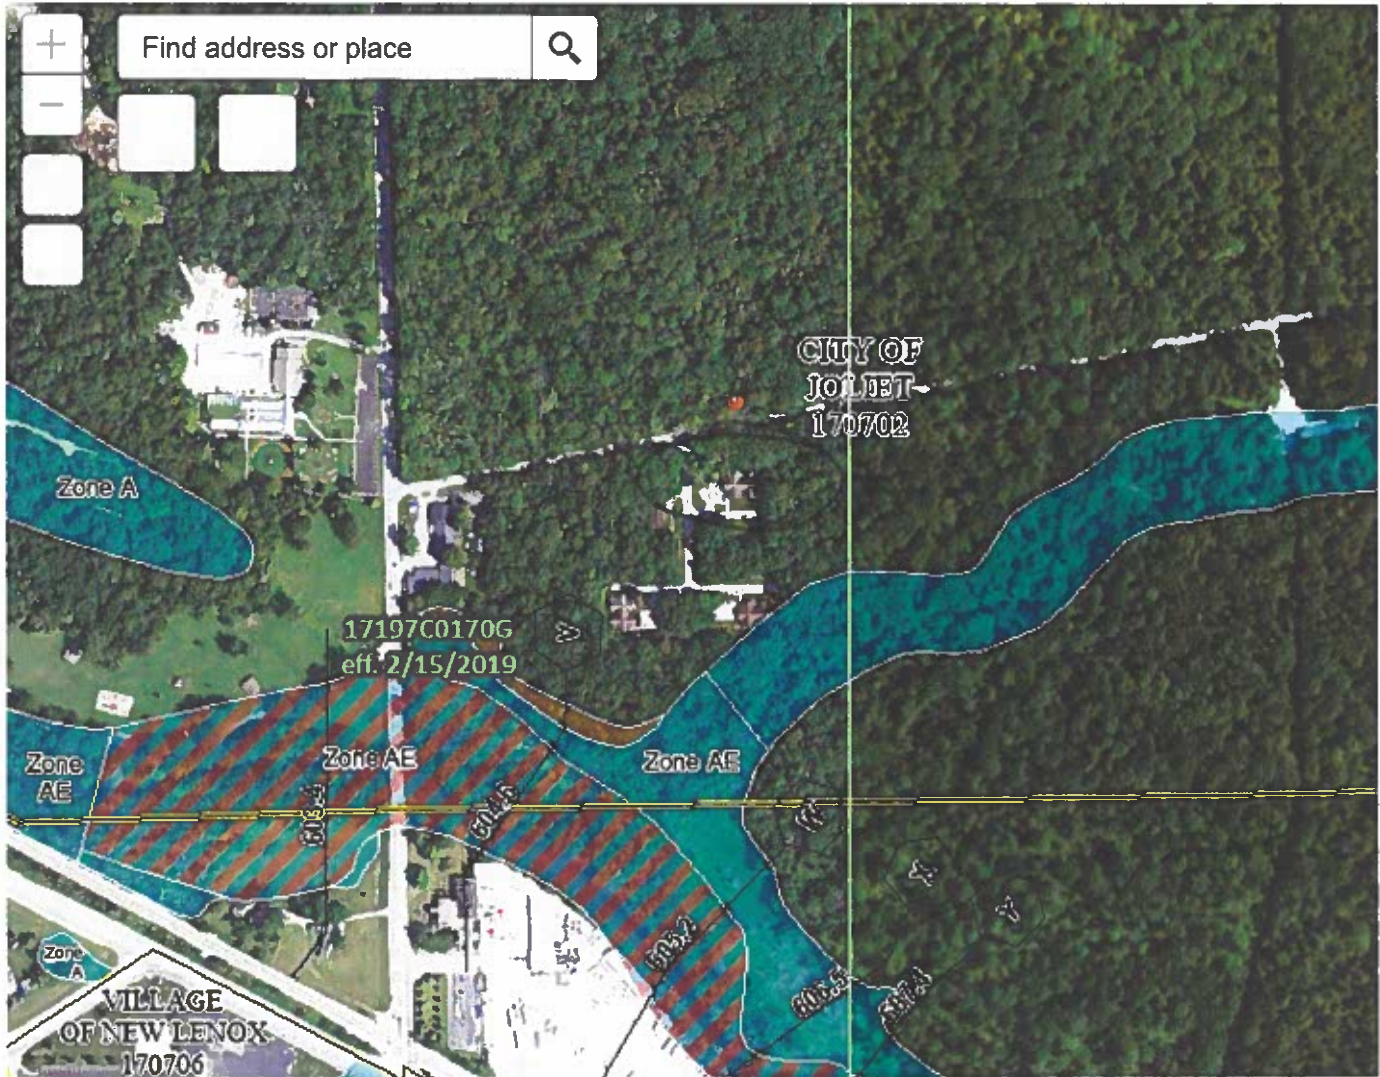 Find address or place
CITY OF
JOLIET
170702
Zone A
17197C0170G
eff. 2/15/2019
V
Zone AE
Zone AE
Zone
AE
604.6
W
X
Y
Zone
A
VILLAGE
OF NEW LENOX
170706